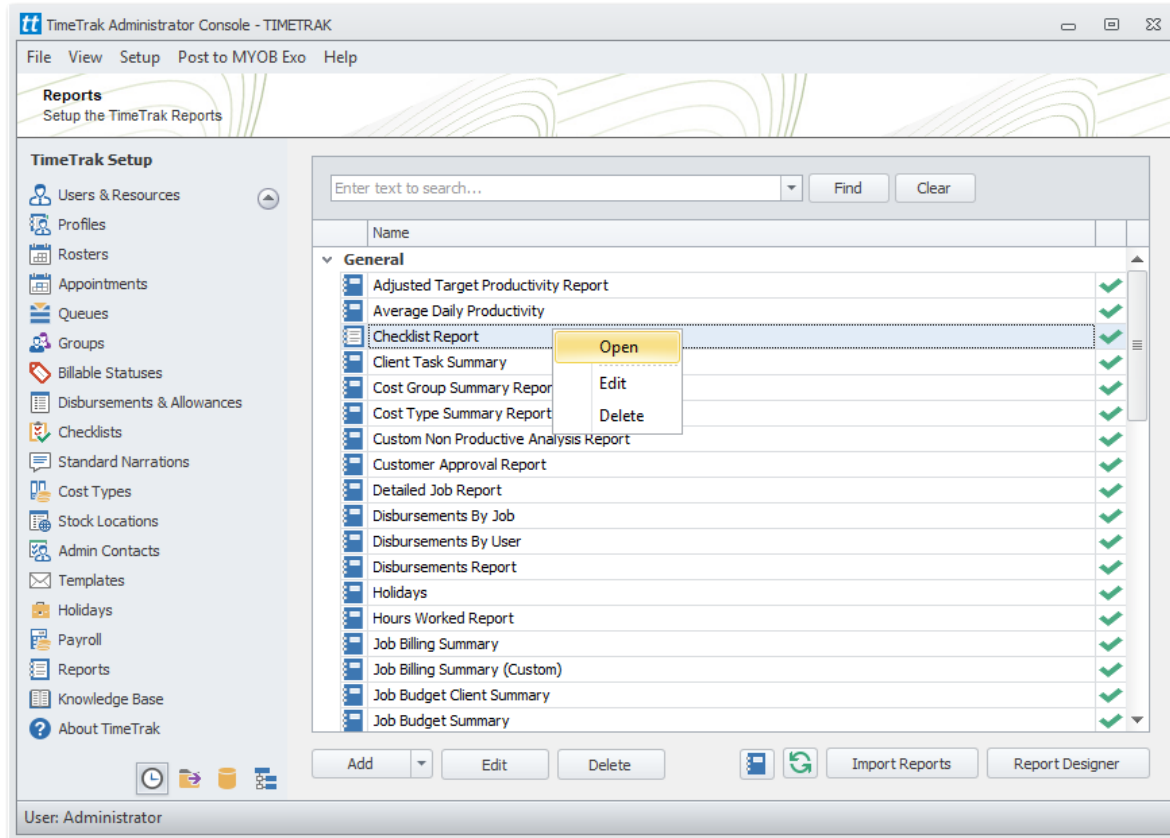 tt TimeTrak Administrator Console - TIMETRAK
File View Setup Post to MYOB Exo Help
Reports
Setup the TimeTrak Reports
TimeTrak Setup
Users & Resources
Profiles
Rosters
Appointments
Queues
Groups
Billable Statuses
Disbursements & Allowances
Checklists
Standard Narrations
Cost Types
Stock Locations
Admin Contacts
Templates
Holidays
Payroll
Reports
Knowledge Base
About TimeTrak
Enter text to search... Find Clear
Name
General
Adjusted Target Productivity Report
Average Daily Productivity
Checklist Report
Client Task Summary
Cost Group Summary Repor
Cost Type Summary Report
Custom Non Productive Analysis Report
Customer Approval Report
Detailed Job Report
Disbursements By Job
Disbursements By User
Disbursements Report
Holidays
Hours Worked Report
Job Billing Summary
Job Billing Summary (Custom)
Job Budget Client Summary
Job Budget Summary
Open
Edit
Delete
Add Edit Delete Import Reports Report Designer
User: Administrator